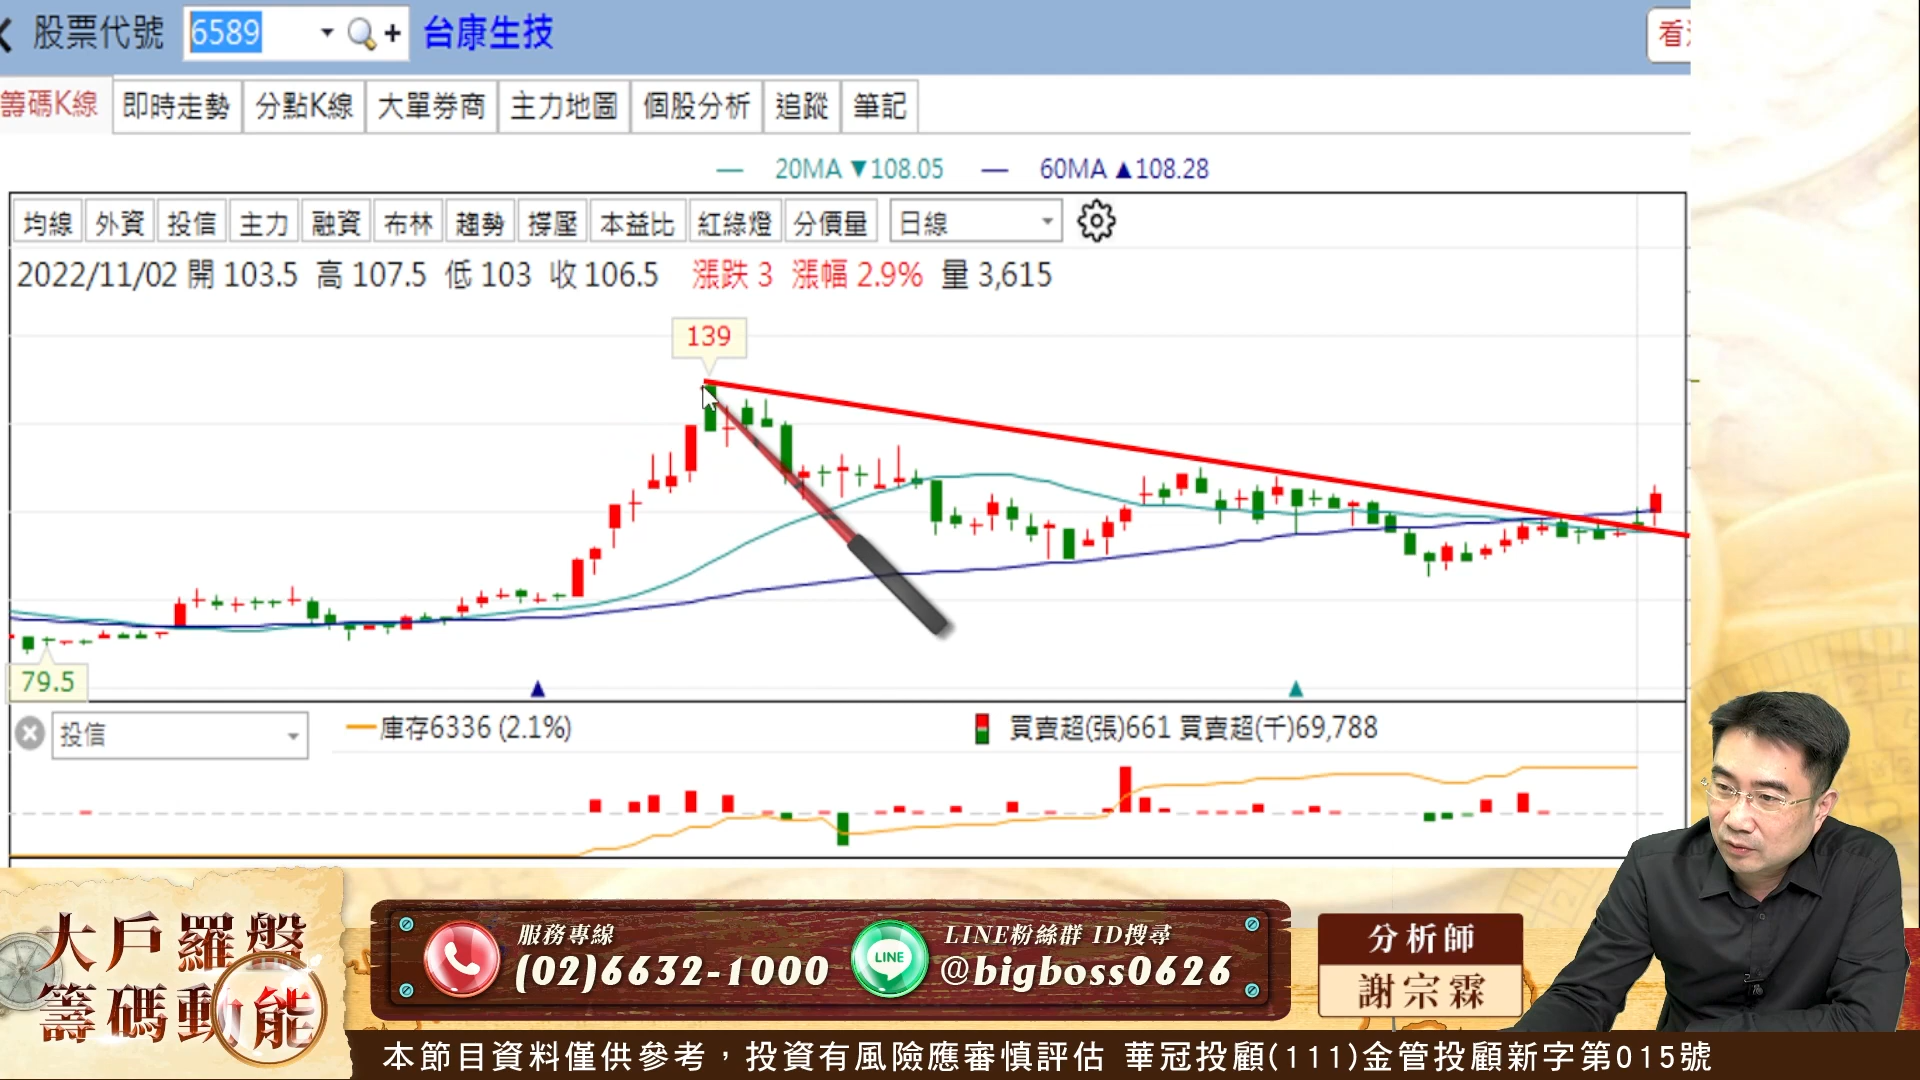 股票代號 6589 台康生技
籌碼K線 即時走勢 分點K線 大單券商 主力地圖 個股分析 追蹤 筆記
20MA ▼108.05 60MA ▲108.28
均線 外資 投信 主力 融資 布林 趨勢 撐壓 本益比 紅綠燈 分價量 日線
2022/11/02 開 103.5 高 107.5 低 103 收 106.5 漲跌 3 漲幅 2.9% 量 3,615
139
79.5
投信 庫存6336 (2.1%) 買賣超(張)661 買賣超(千)69,788
大戶羅盤
籌碼動能
服務專線
(02)6632-1000
LINE
LINE粉絲群 ID搜尋
@bigboss0626
分析師
謝宗霖
本節目資料僅供參考，投資有風險應審慎評估 華冠投顧(111)金管投顧新字第015號